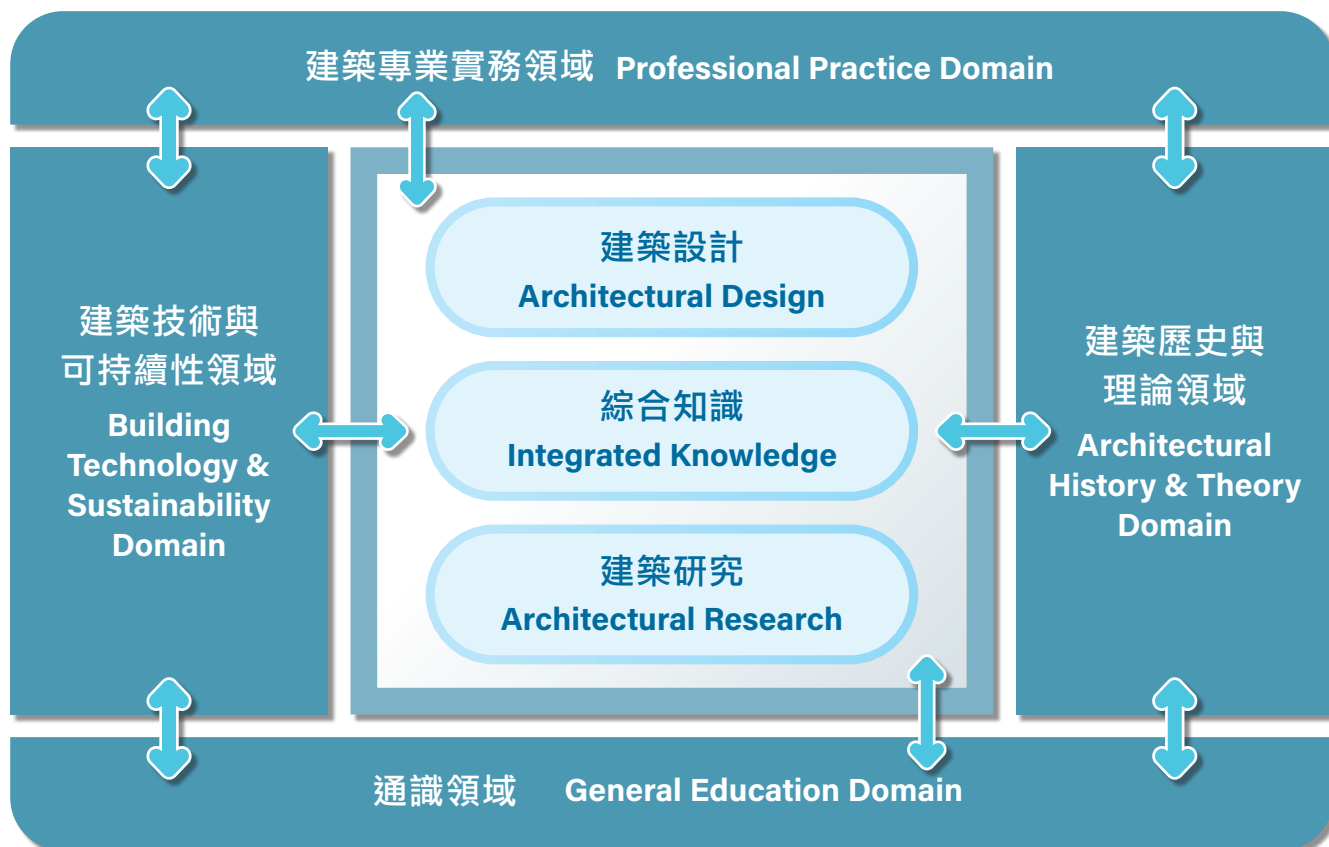 建築專業實務領域 Professional Practice Domain
建築技術與
可持續性領域
Building
Technology &
Sustainability
Domain
建築設計
Architectural Design
綜合知識
Integrated Knowledge
建築研究
Architectural Research
建築歷史與
理論領域
Architectural
History & Theory
Domain
通識領域 General Education Domain